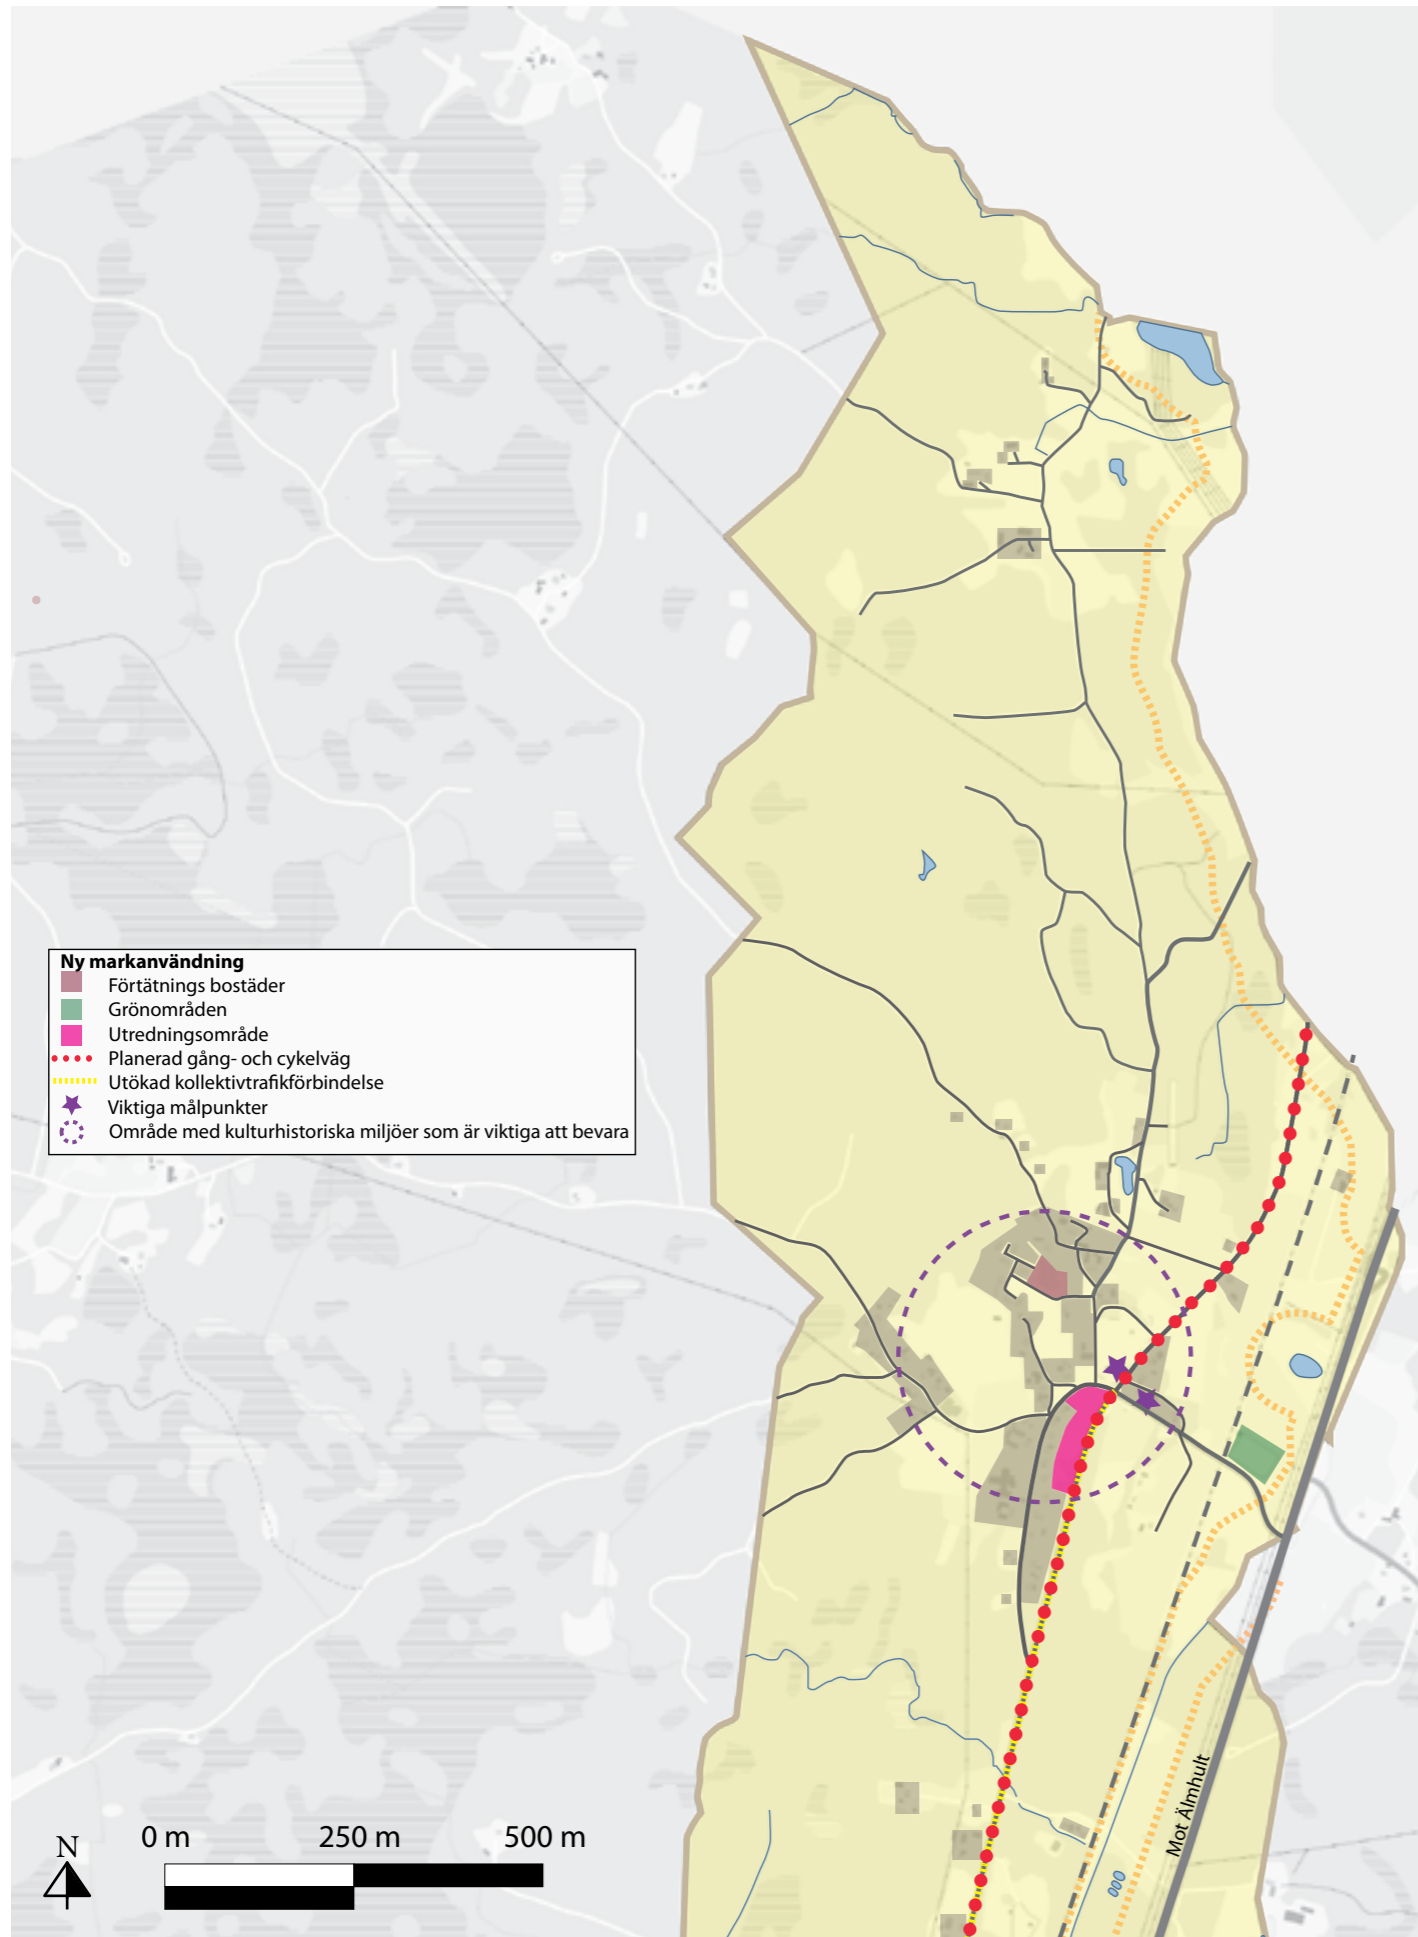 Ny markanvändning
Förtätnings bostäder
Grönområden
Utredningsområde
Planerad gång- och cykelväg
Utökad kollektivtrafikförbindelse
Viktiga målpunkter
Område med kulturhistoriska miljöer som är viktiga att bevara
Mot Älmhult
N
0 m 250 m 500 m